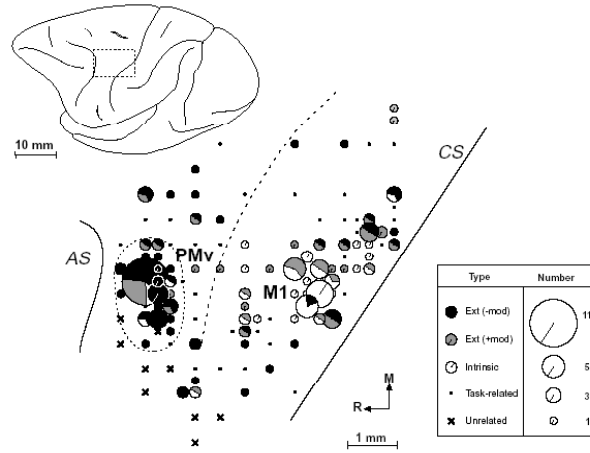 10 mm
CS
AS
PMv
M1
M
R
1 mm
Type Number
Ext (-mod) 11
Ext (+mod) 5
Intrinsic
Task-related 3
Unrelated 1